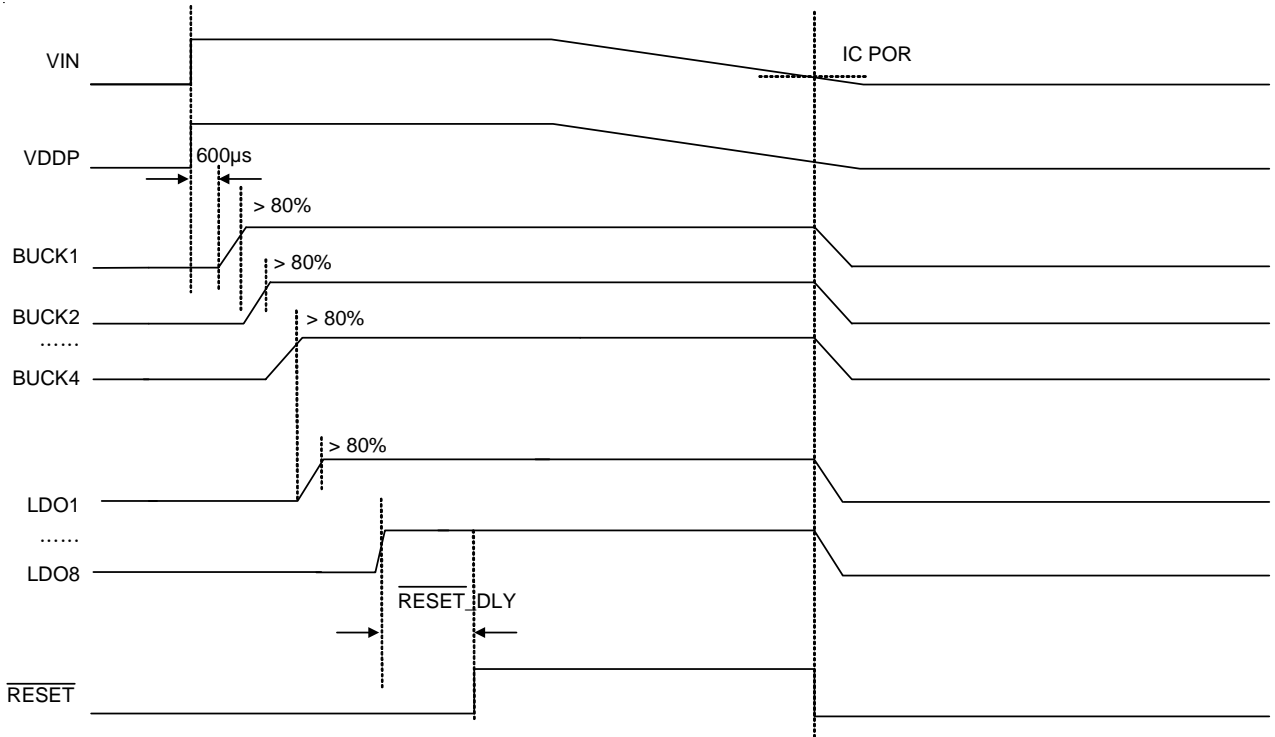 VIN
IC POR
VDDP
600µs
> 80%
BUCK1
> 80%
BUCK2
> 80%
......
BUCK4
> 80%
LDO1
......
LDO8
RESET_DLY
RESET